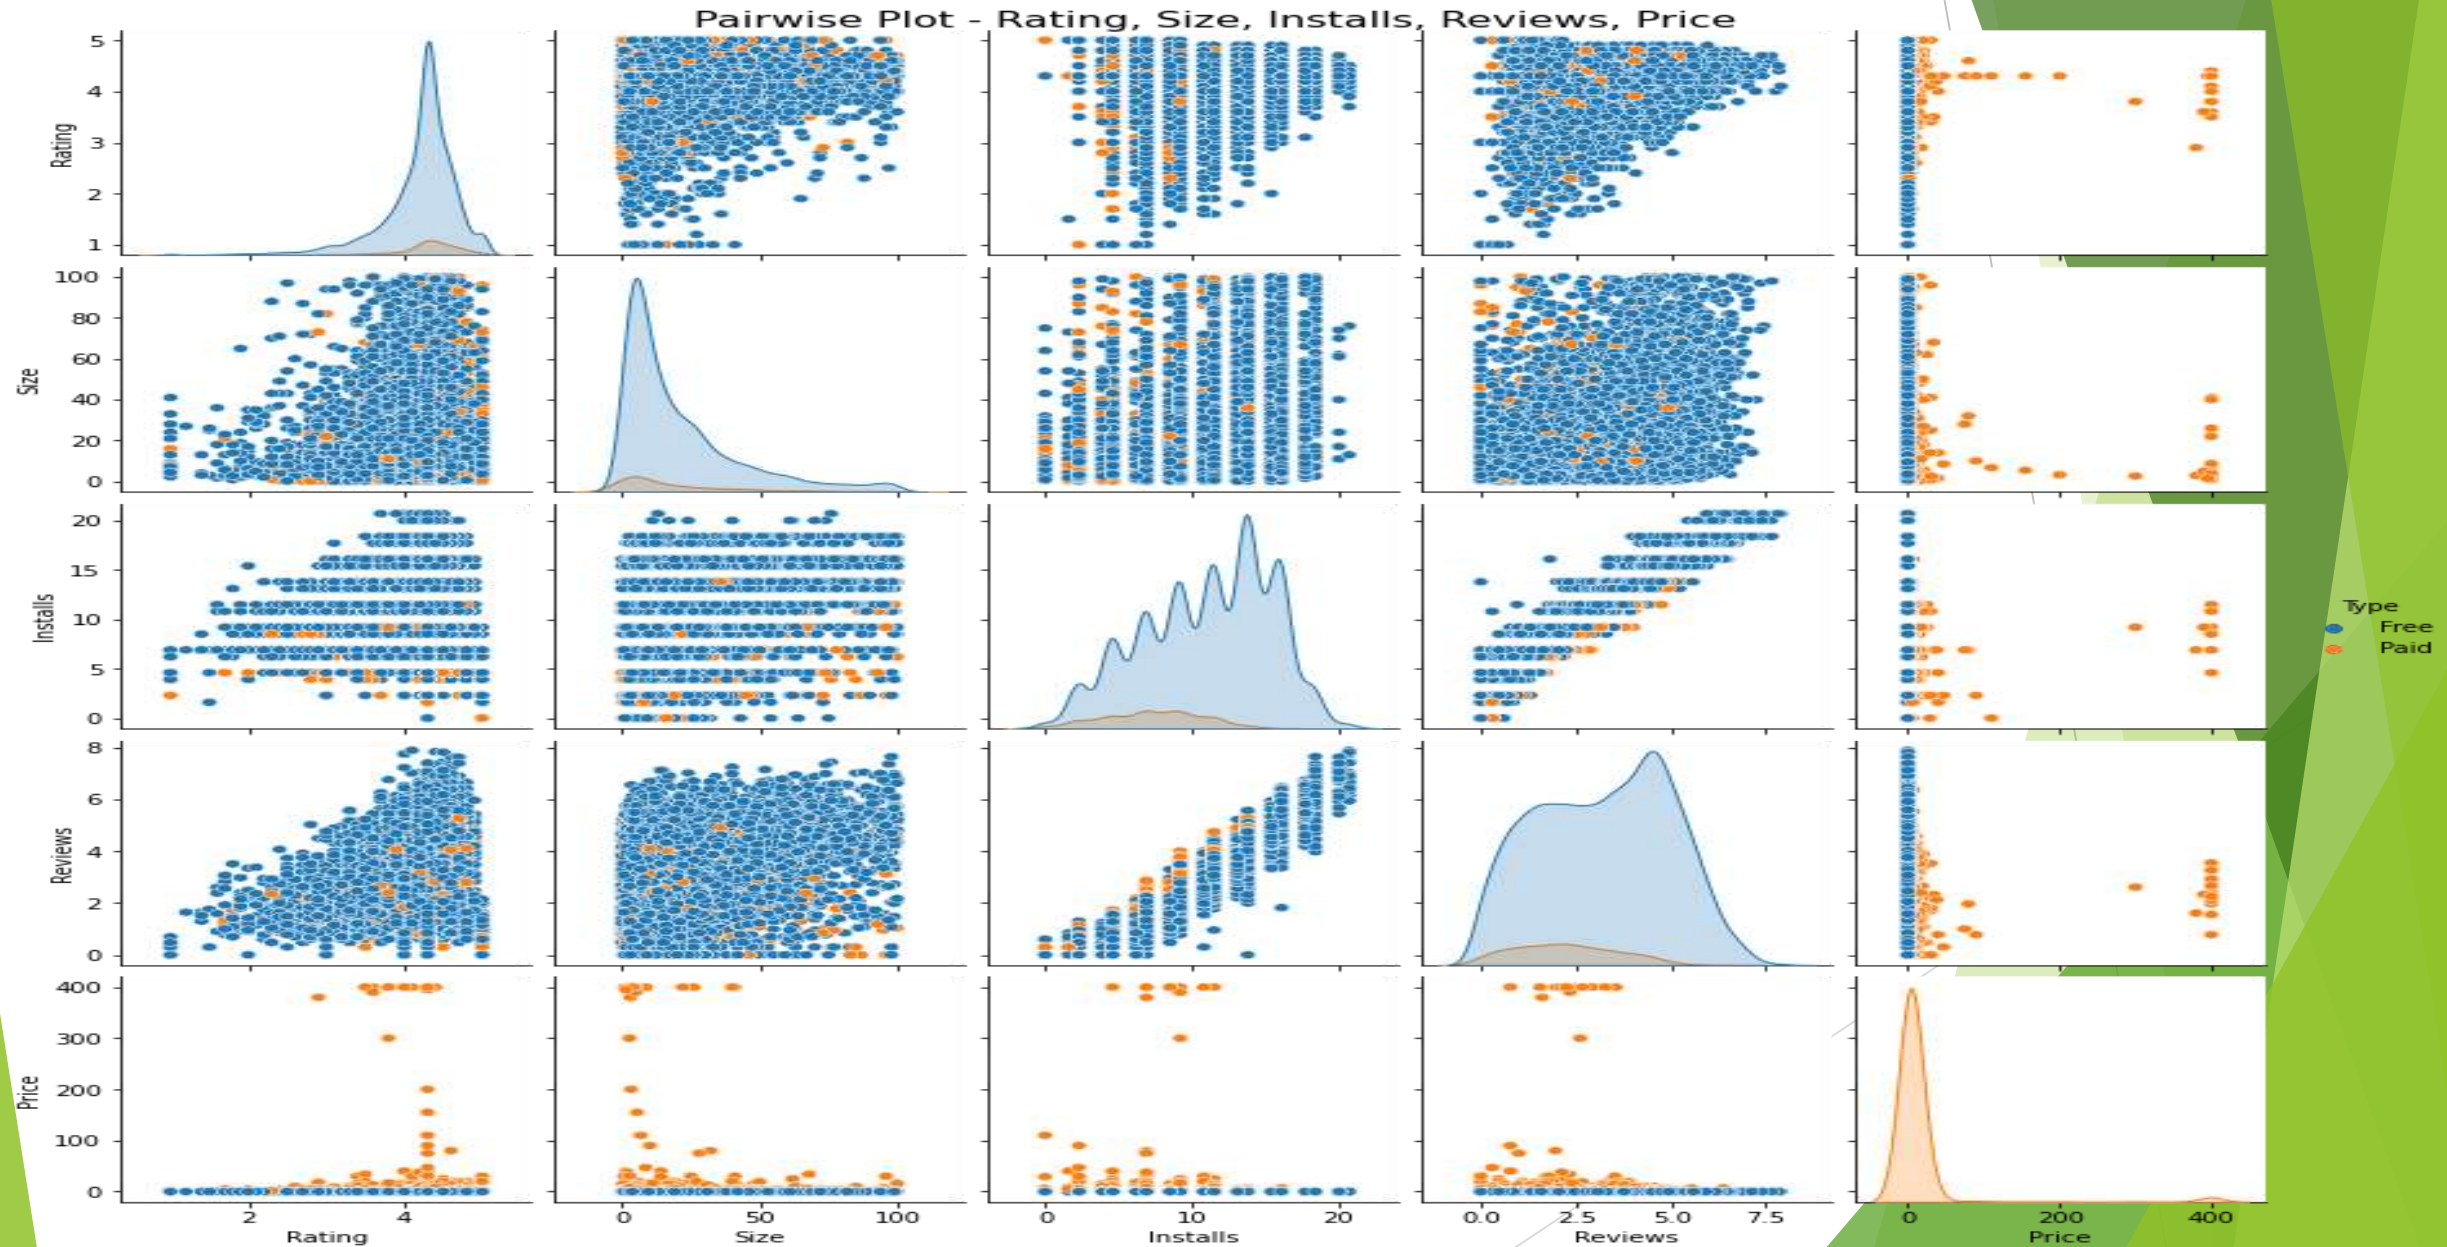 Pairwise Plot - Rating, Size, Installs, Reviews, Price
5
4
3
2
1
Rating
100
80
60
40
20
0
Size
20
15
10
5
0
Installs
Type
Free
Paid
8
6
4
2
0
Reviews
400
300
200
100
0
Price
2 4
0 50 100
0 10 20
0.0 2.5 5.0 7.5
0 200 400
Rating Size Installs Reviews Price